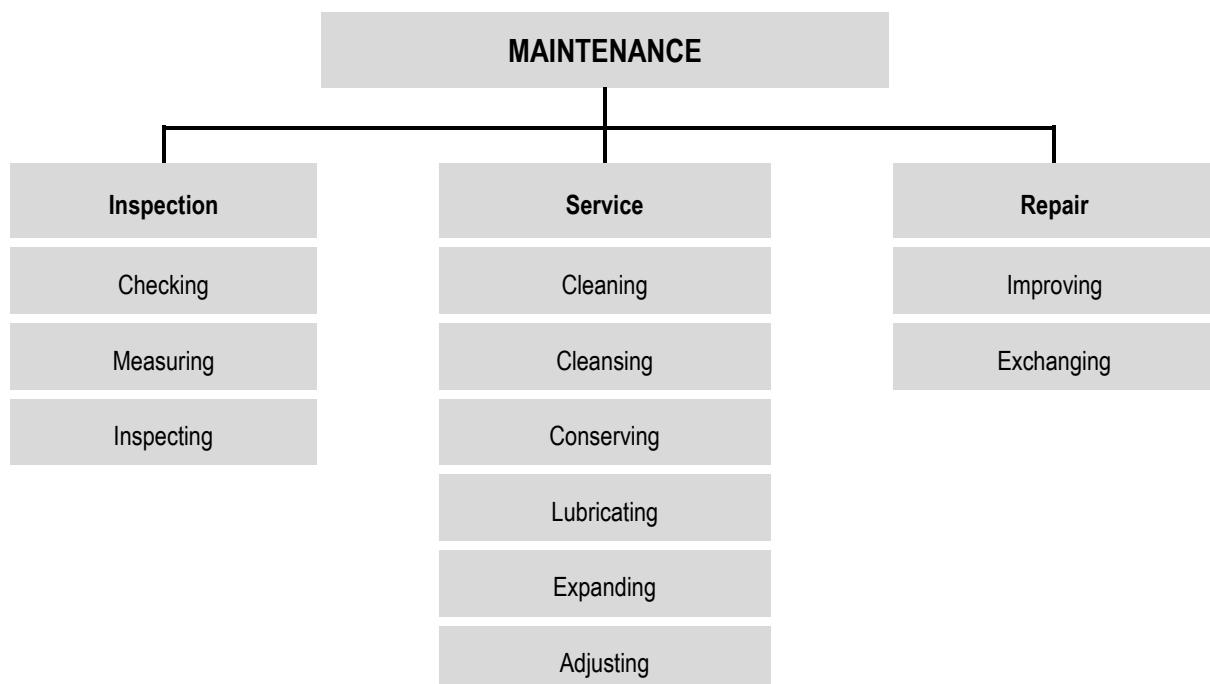 MAINTENANCE
Inspection
Checking
Measuring
Inspecting
Service
Cleaning
Cleansing
Conserving
Lubricating
Expanding
Adjusting
Repair
Improving
Exchanging